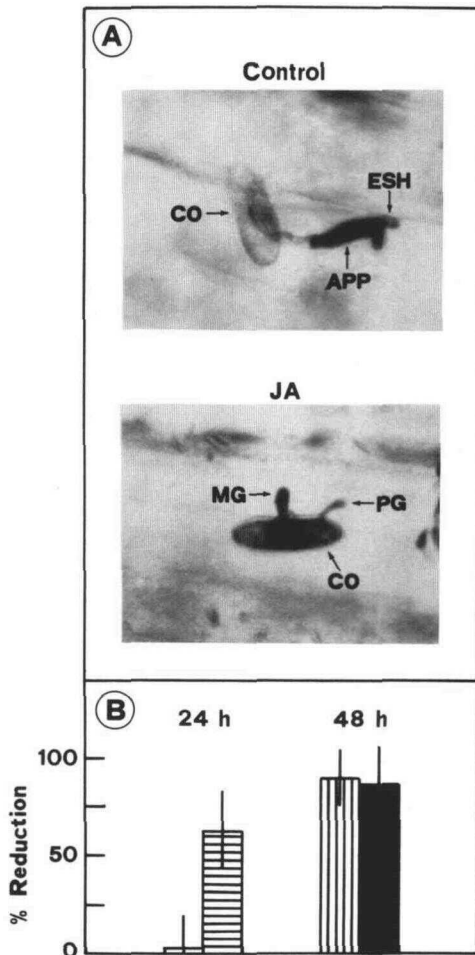 A
Control
CO
ESH
APP
JA
MG
PG
CO
B
24 h
48 h
% Reduction
100
50
0